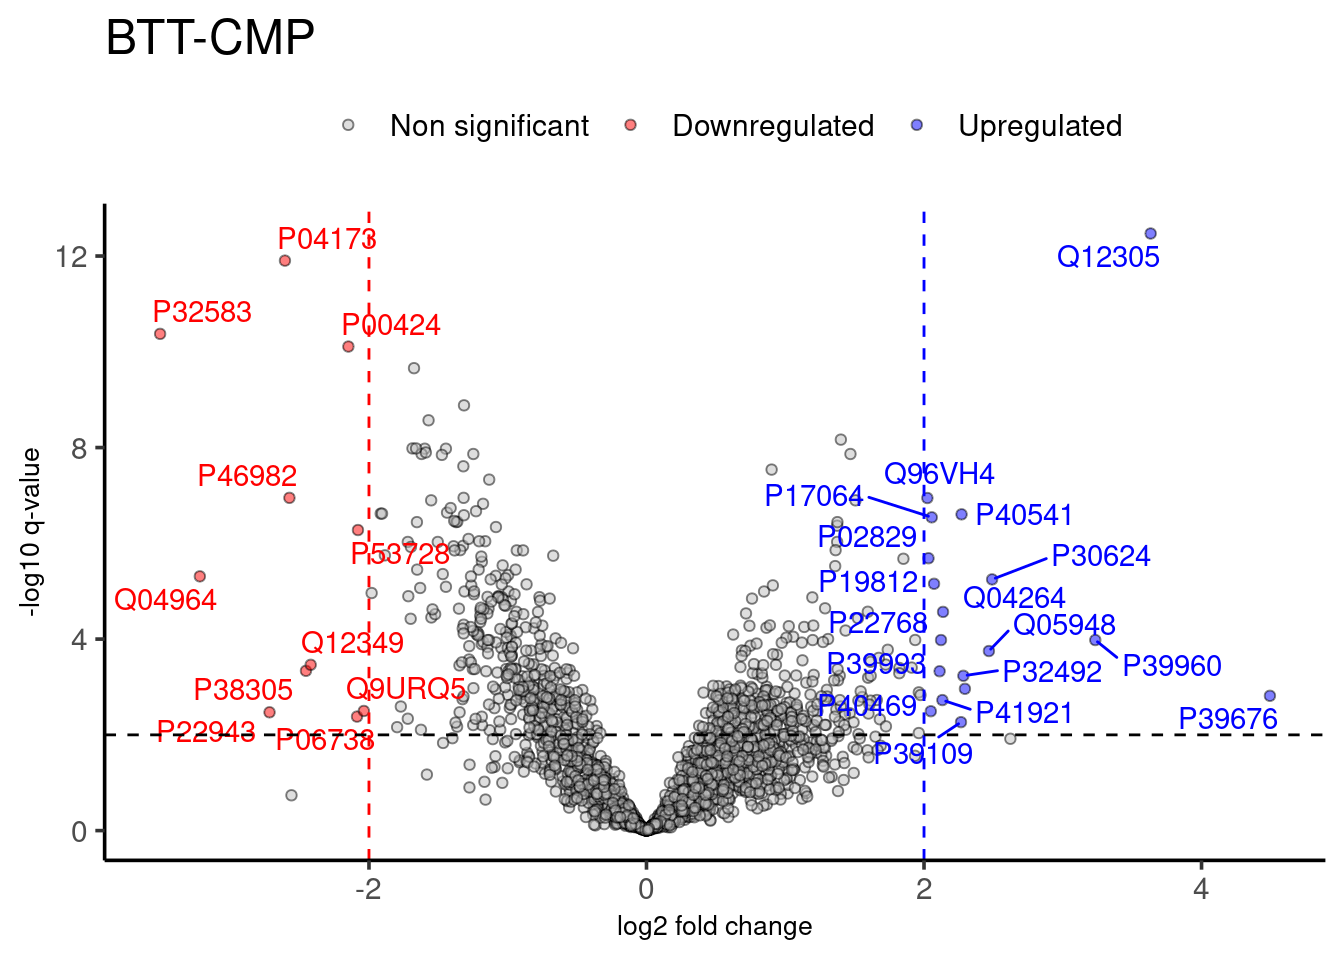 BTT-CMP
Non significant Downregulated Upregulated
-log10 q-value
12
8
4
0
P04173
Q12305
P32583
P00424
P46982
Q96VH4
P17064
P40541
P02829
P53728
P30624
P19812
Q04964
Q04264
P22768
Q05948
Q12349
P39993
P39960
P32492
P38305
Q9URQ5
P40469
P41921
P39676
P22943
P06738
P39109
-2 0 2 4
log2 fold change